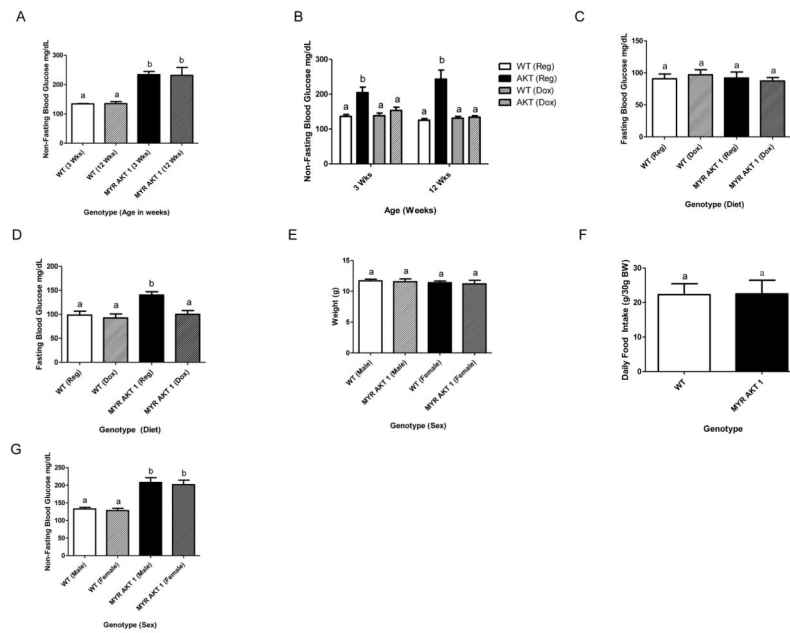 A
Non-Fasting Blood Glucose mg/dL
300
200
100
0
a
a
a
a
WT (3 Wks)
WT (12 Wks)
MYR AKT 1 (3 Wks)
MYR AKT 1 (12 Wks)
Genotype (Age in weeks)
B
Non-Fasting Blood Glucose mg/dL
300
200
100
0
a
b
a
a
a
b
a
a
3 Wks
12 Wks
Age (Weeks)
WT (Reg)
AKT (Reg)
WT (Dox)
AKT (Dox)
C
Fasting Blood Glucose mg/dL
200
150
100
50
0
a
a
a
a
WT (Reg)
WT (Dox)
MYR AKT 1 (Reg)
MYR AKT 1 (Dox)
Genotype (Diet)
D
Fasting Blood Glucose mg/dL
200
150
100
50
0
a
a
b
a
WT (Reg)
WT (Dox)
MYR AKT 1 (Reg)
MYR AKT 1 (Dox)
Genotype (Diet)
E
Weight (g)
15
10
5
0
a
a
a
a
WT (Male)
MYR AKT 1 (Male)
WT (Female)
MYR AKT 1 (Female)
Genotype (Sex)
F
Daily Food Intake (g/30g BW)
30
20
10
0
a
a
WT
MYR AKT 1
Genotype
G
Non-Fasting Blood Glucose mg/dL
250
200
150
100
50
0
a
a
b
b
WT (Male)
WT (Female)
MYR AKT 1 (Male)
MYR AKT 1 (Female)
Genotype (Sex)